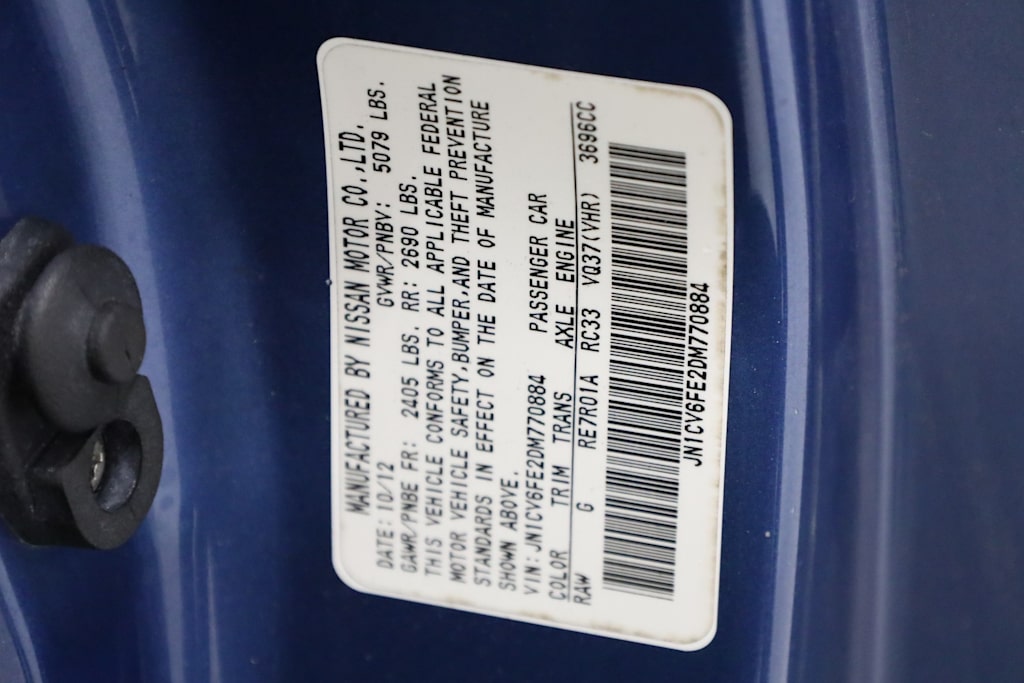 MANUFACTURED BY NISSAN MOTOR CO.,LTD.
DATE: 10/12 GVWR/PNBV: 5079 LBS.
GAWR/PNBE FR: 2405 LBS. RR: 2690 LBS.
THIS VEHICLE CONFORMS TO ALL APPLICABLE FEDERAL
MOTOR VEHICLE SAFETY,BUMPER,AND THEFT PREVENTION
STANDARDS IN EFFECT ON THE DATE OF MANUFACTURE
SHOWN ABOVE.
VIN:JN1CV6FE2DM770884 PASSENGER CAR
COLOR TRIM TRANS AXLE ENGINE
RAW G RE7R01A RC33 VQ37(VHR) 3696CC
JN1CV6FE2DM770884